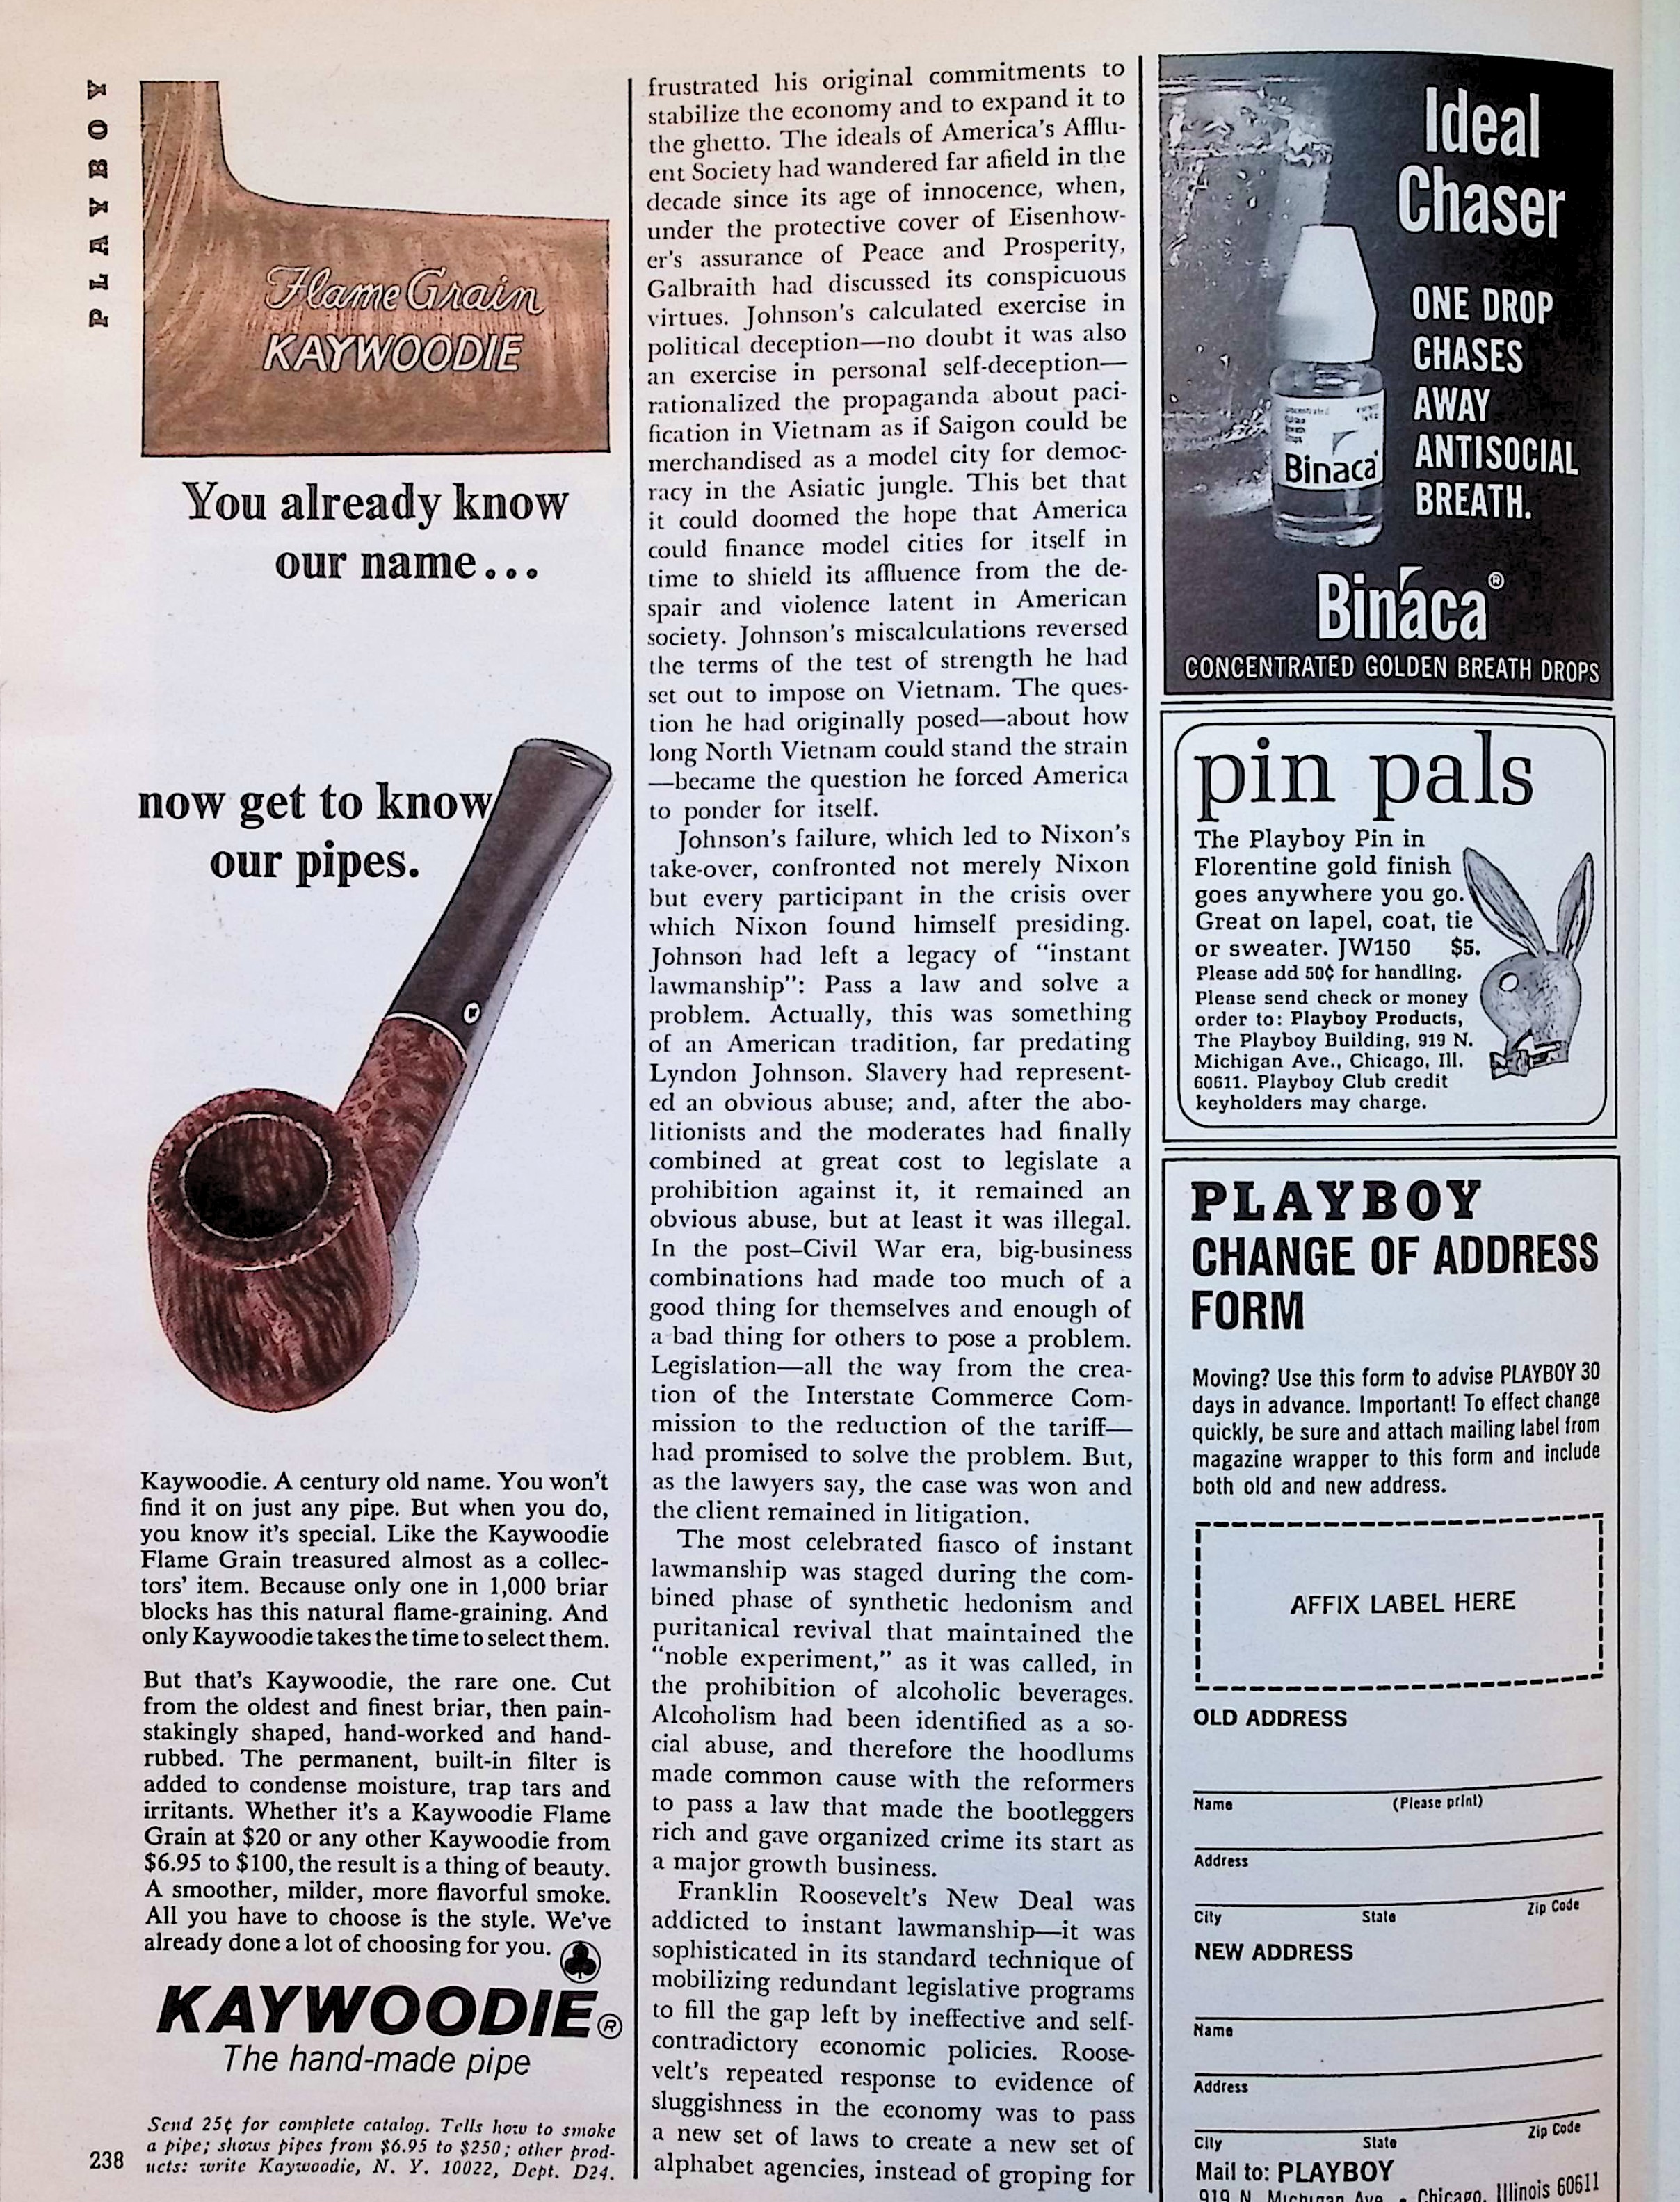 PLAYBOY
Flame Grain
KAYWOODIE
You already know
our name...
now get to know
our pipes.
Kaywoodie. A century old name. You won't
find it on just any pipe. But when you do,
you know it's special. Like the Kaywoodie
Flame Grain treasured almost as a collec-
tors' item. Because only one in 1,000 briar
blocks has this natural flame-graining. And
only Kaywoodie takes the time to select them.
But that's Kaywoodie, the rare one. Cut
from the oldest and finest briar, then pain-
stakingly shaped, hand-worked and hand-
rubbed. The permanent, built-in filter is
added to condense moisture, trap tars and
irritants. Whether it's a Kaywoodie Flame
Grain at $20 or any other Kaywoodie from
$6.95 to $100, the result is a thing of beauty.
A smoother, milder, more flavorful smoke.
All you have to choose is the style. We've
already done a lot of choosing for you.
KAYWOODIE®
The hand-made pipe
Send 25¢ for complete catalog. Tells how to smoke
a pipe; shows pipes from $6.95 to $250; other prod-
ucts: write Kaywoodie, N. Y. 10022, Dept. D24.
238
frustrated his original commitments to
stabilize the economy and to expand it to
the ghetto. The ideals of America's Afflu-
ent Society had wandered far afield in the
decade since its age of innocence, when,
under the protective cover of Eisenhow-
er's assurance of Peace and Prosperity,
Galbraith had discussed its conspicuous
virtues. Johnson's calculated exercise in
political deception—no doubt it was also
an exercise in personal self-deception—
rationalized the propaganda about paci-
fication in Vietnam as if Saigon could be
merchandised as a model city for democ-
racy in the Asiatic jungle. This bet that
it could doomed the hope that America
could finance model cities for itself in
time to shield its affluence from the de-
spair and violence latent in American
society. Johnson's miscalculations reversed
the terms of the test of strength he had
set out to impose on Vietnam. The ques-
tion he had originally posed—about how
long North Vietnam could stand the strain
—became the question he forced America
to ponder for itself.
Johnson's failure, which led to Nixon's
take-over, confronted not merely Nixon
but every participant in the crisis over
which Nixon found himself presiding.
Johnson had left a legacy of "instant
lawmanship": Pass a law and solve a
problem. Actually, this was something
of an American tradition, far predating
Lyndon Johnson. Slavery had represent-
ed an obvious abuse; and, after the abo-
litionists and the moderates had finally
combined at great cost to legislate a
prohibition against it, it remained an
obvious abuse, but at least it was illegal.
In the post–Civil War era, big-business
combinations had made too much of a
good thing for themselves and enough of
a bad thing for others to pose a problem.
Legislation—all the way from the crea-
tion of the Interstate Commerce Com-
mission to the reduction of the tariff—
had promised to solve the problem. But,
as the lawyers say, the case was won and
the client remained in litigation.
The most celebrated fiasco of instant
lawmanship was staged during the com-
bined phase of synthetic hedonism and
puritanical revival that maintained the
"noble experiment," as it was called, in
the prohibition of alcoholic beverages.
Alcoholism had been identified as a so-
cial abuse, and therefore the hoodlums
made common cause with the reformers
to pass a law that made the bootleggers
rich and gave organized crime its start as
a major growth business.
Franklin Roosevelt's New Deal was
addicted to instant lawmanship—it was
sophisticated in its standard technique of
mobilizing redundant legislative programs
to fill the gap left by ineffective and self-
contradictory economic policies. Roose-
velt's repeated response to evidence of
sluggishness in the economy was to pass
a new set of laws to create a new set of
alphabet agencies, instead of groping for
Ideal
Chaser
ONE DROP
CHASES
AWAY
ANTISOCIAL
BREATH.
Binaca
Binaca®
CONCENTRATED GOLDEN BREATH DROPS
pin pals
The Playboy Pin in
Florentine gold finish
goes anywhere you go.
Great on lapel, coat, tie
or sweater. JW150 $5.
Please add 50¢ for handling.
Please send check or money
order to: Playboy Products,
The Playboy Building, 919 N.
Michigan Ave., Chicago, Ill.
60611. Playboy Club credit
keyholders may charge.
PLAYBOY
CHANGE OF ADDRESS
FORM
Moving? Use this form to advise PLAYBOY 30
days in advance. Important! To effect change
quickly, be sure and attach mailing label from
magazine wrapper to this form and include
both old and new address.
AFFIX LABEL HERE
OLD ADDRESS
Name (Please print)
Address
City State Zip Code
NEW ADDRESS
Name
Address
City State Zip Code
Mail to: PLAYBOY
919 N. Michigan Ave. • Chicago, Illinois 60611